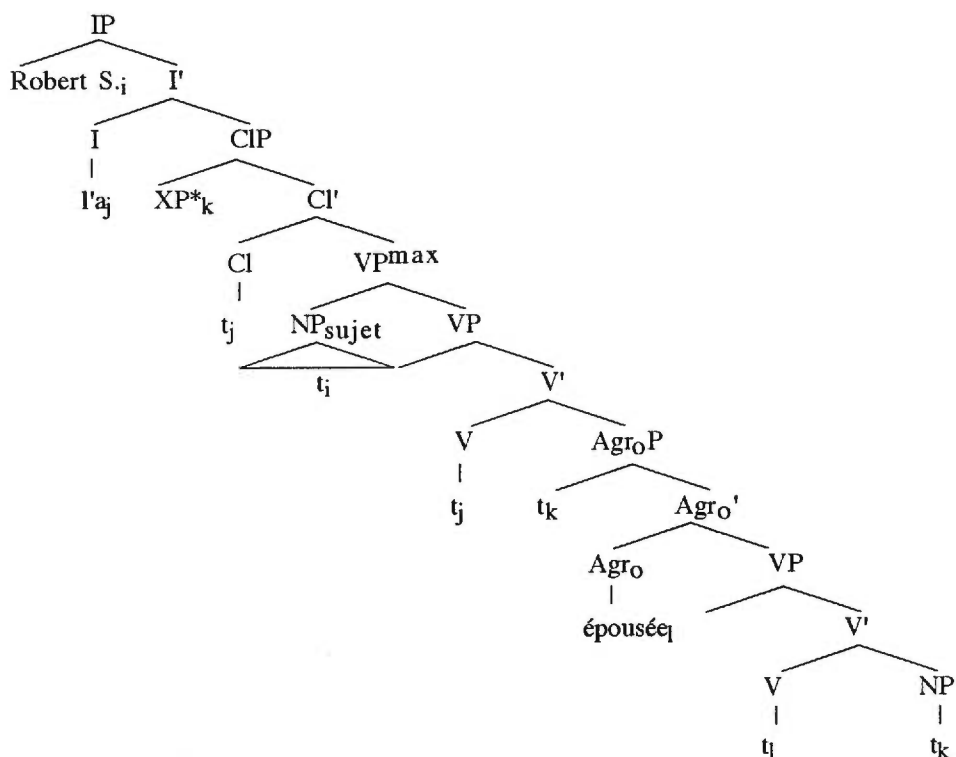 IP
Robert S.i I'
I ClP
l'aj XP*k Cl'
Cl VPmax
tj NPsujet VP
ti V'
V AgroP
tj tk Agro'
Agro VP
épouséel V'
V NP
tl tk